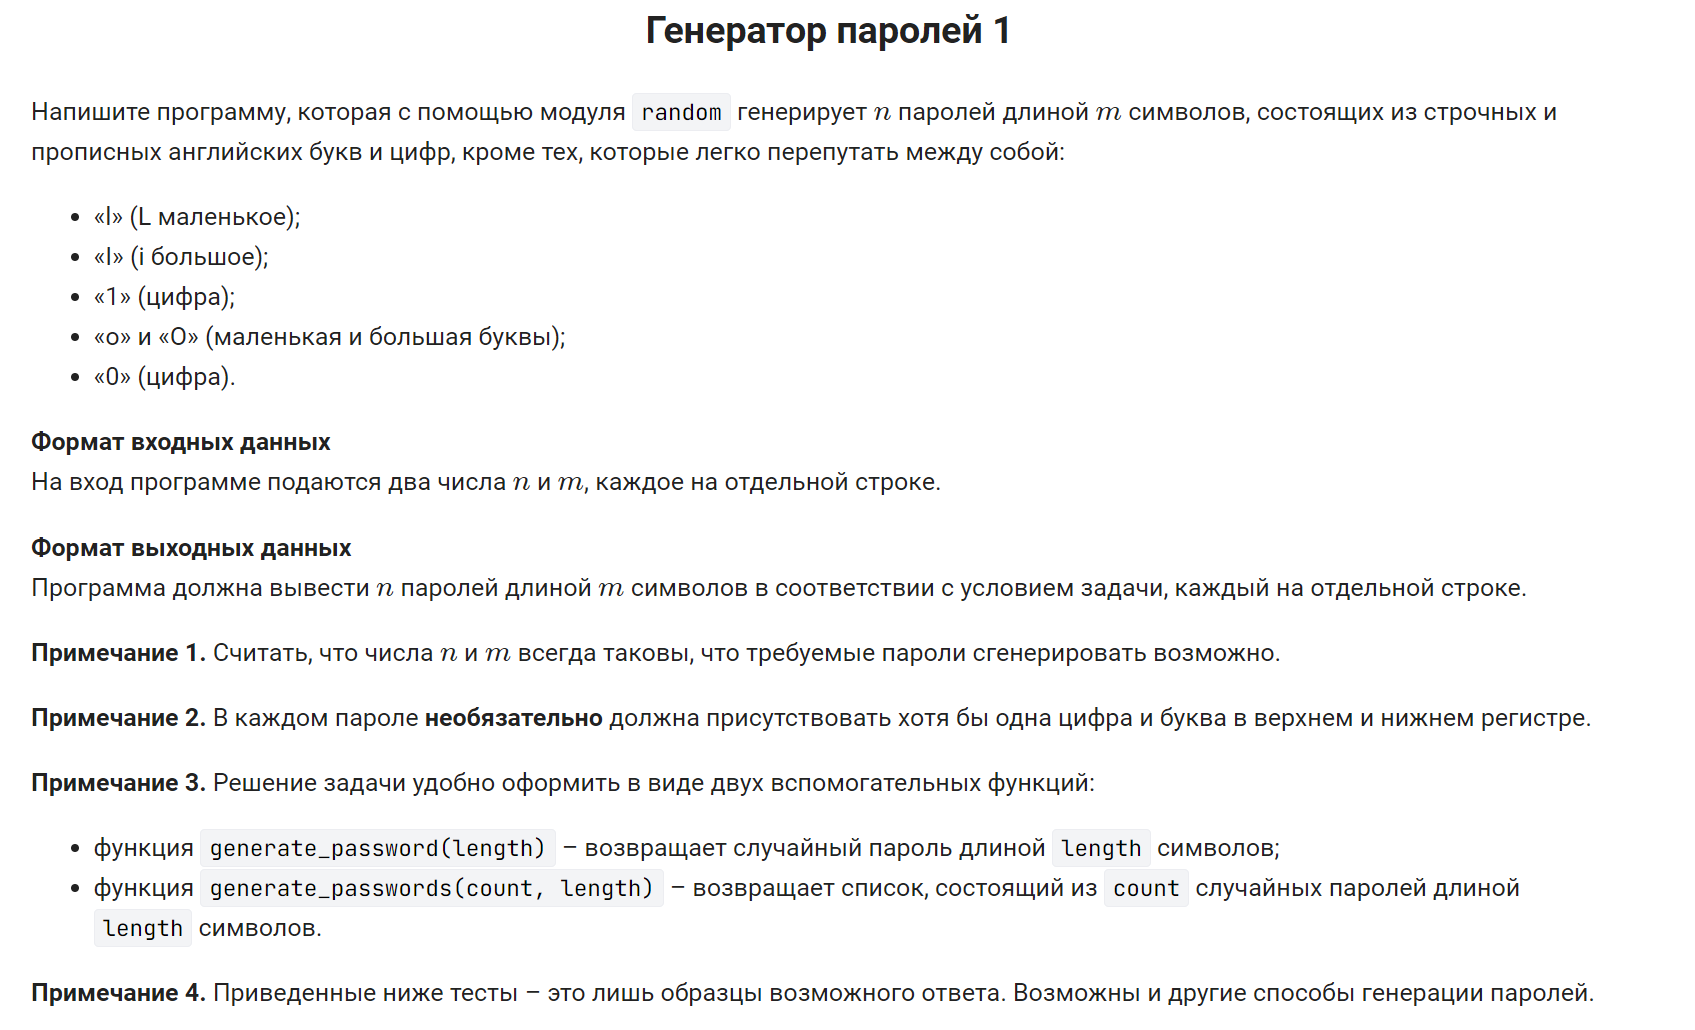 Генератор паролей 1
Напишите программу, которая с помощью модуля random генерирует n паролей длиной m символов, состоящих из строчных и
прописных английских букв и цифр, кроме тех, которые легко перепутать между собой:
• «l» (L маленькое);
• «I» (i большое);
• «1» (цифра);
• «o» и «O» (маленькая и большая буквы);
• «0» (цифра).
Формат входных данных
На вход программе подаются два числа n и m, каждое на отдельной строке.
Формат выходных данных
Программа должна вывести n паролей длиной m символов в соответствии с условием задачи, каждый на отдельной строке.
Примечание 1. Считать, что числа n и m всегда таковы, что требуемые пароли сгенерировать возможно.
Примечание 2. В каждом пароле необязательно должна присутствовать хотя бы одна цифра и буква в верхнем и нижнем регистре.
Примечание 3. Решение задачи удобно оформить в виде двух вспомогательных функций:
• функция generate_password(length) – возвращает случайный пароль длиной length символов;
• функция generate_passwords(count, length) – возвращает список, состоящий из count случайных паролей длиной
length символов.
Примечание 4. Приведенные ниже тесты – это лишь образцы возможного ответа. Возможны и другие способы генерации паролей.